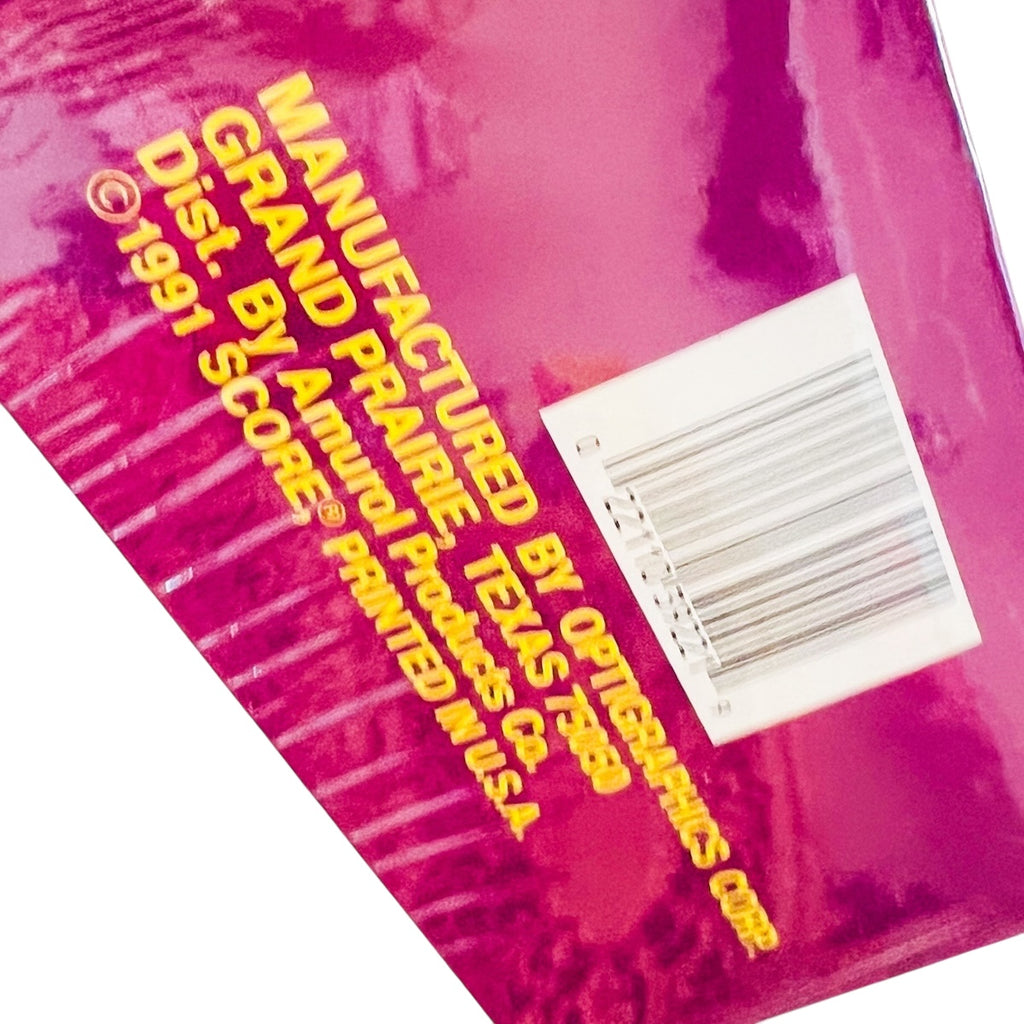 MANUFACTURED BY OPTIGRAPHICS CORP.
GRAND PRAIRIE, TEXAS 75050
Dist. By Amurol Products Co.
© 1991 SCORE,® PRINTED IN U.S.A.